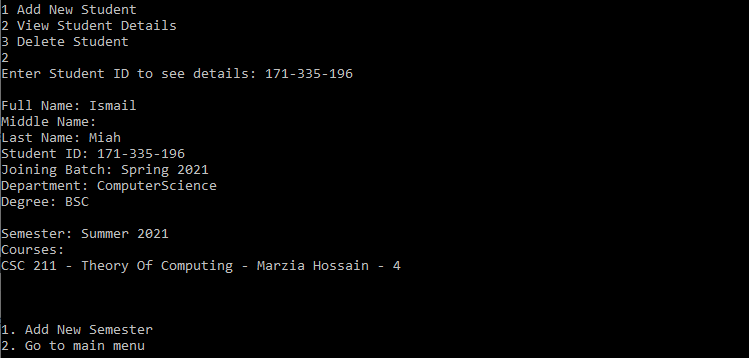 1 Add New Student
2 View Student Details
3 Delete Student
2
Enter Student ID to see details: 171-335-196
Full Name: Ismail
Middle Name:
Last Name: Miah
Student ID: 171-335-196
Joining Batch: Spring 2021
Department: ComputerScience
Degree: BSC
Semester: Summer 2021
Courses:
CSC 211 - Theory Of Computing - Marzia Hossain - 4
1. Add New Semester
2. Go to main menu